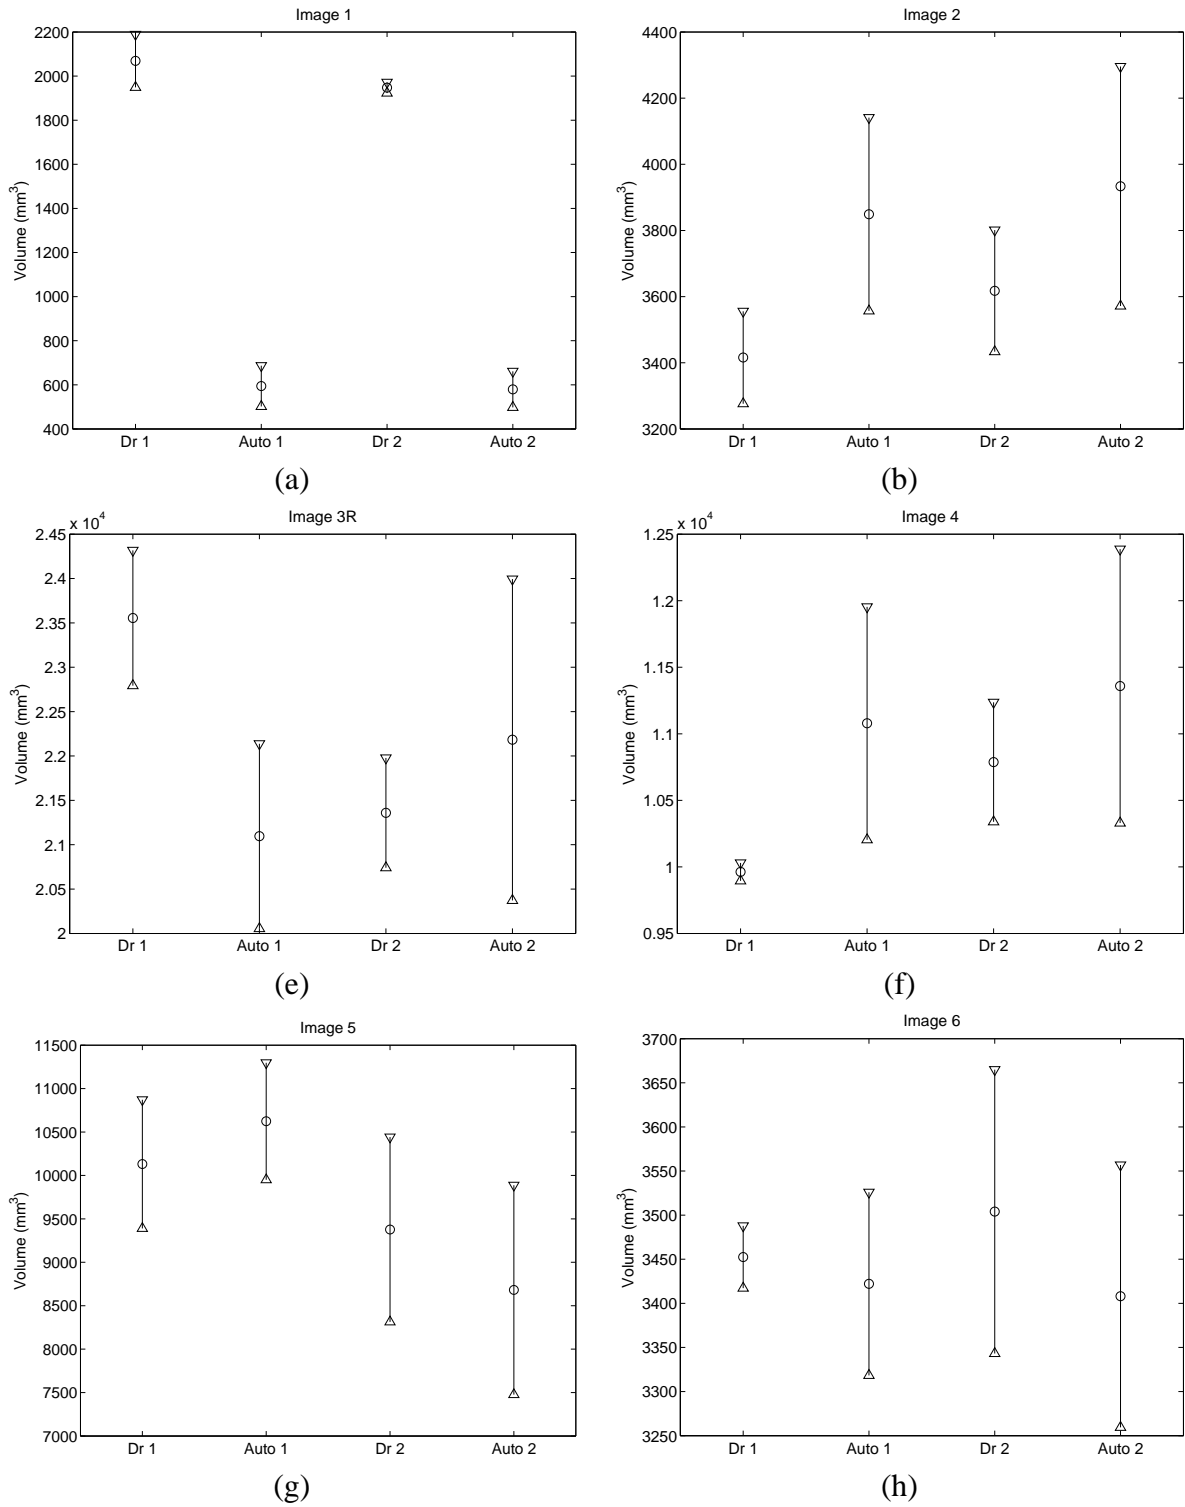 Image 1
2200
2000
1800
1600
1400
1200
1000
800
600
400
Volume (mm³)
Dr 1 Auto 1 Dr 2 Auto 2
(a)
Image 2
4400
4200
4000
3800
3600
3400
3200
Volume (mm³)
Dr 1 Auto 1 Dr 2 Auto 2
(b)
Image 3R
x 10⁴
2.45
2.4
2.35
2.3
2.25
2.2
2.15
2.1
2.05
2
Volume (mm³)
Dr 1 Auto 1 Dr 2 Auto 2
(e)
Image 4
x 10⁴
1.25
1.2
1.15
1.1
1.05
1
0.95
Volume (mm³)
Dr 1 Auto 1 Dr 2 Auto 2
(f)
Image 5
11500
11000
10500
10000
9500
9000
8500
8000
7500
7000
Volume (mm³)
Dr 1 Auto 1 Dr 2 Auto 2
(g)
Image 6
3700
3650
3600
3550
3500
3450
3400
3350
3300
3250
Volume (mm³)
Dr 1 Auto 1 Dr 2 Auto 2
(h)